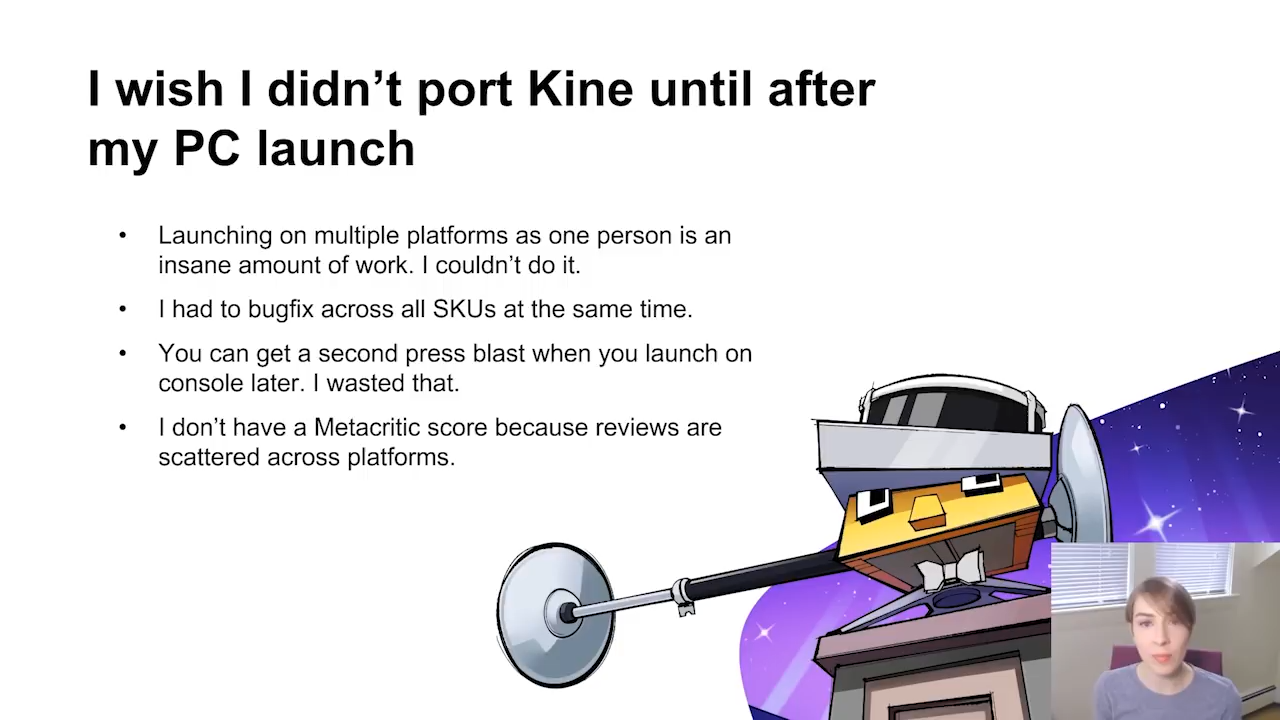 I wish I didn’t port Kine until after
my PC launch
• Launching on multiple platforms as one person is an
insane amount of work. I couldn’t do it.
• I had to bugfix across all SKUs at the same time.
• You can get a second press blast when you launch on
console later. I wasted that.
• I don’t have a Metacritic score because reviews are
scattered across platforms.